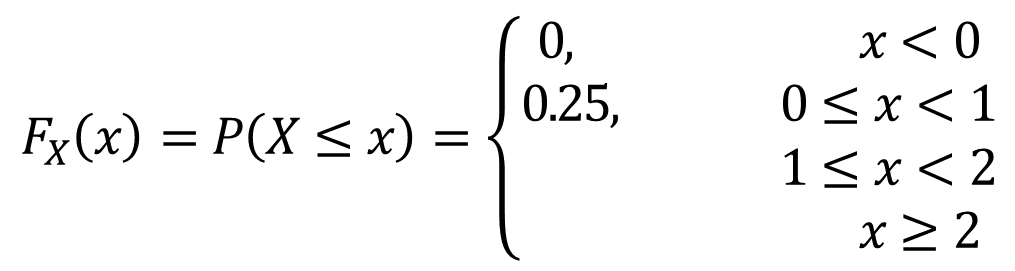 F_X(x) = P(X ≤ x) = { 0, x < 0
0.25, 0 ≤ x < 1
1 ≤ x < 2
x ≥ 2